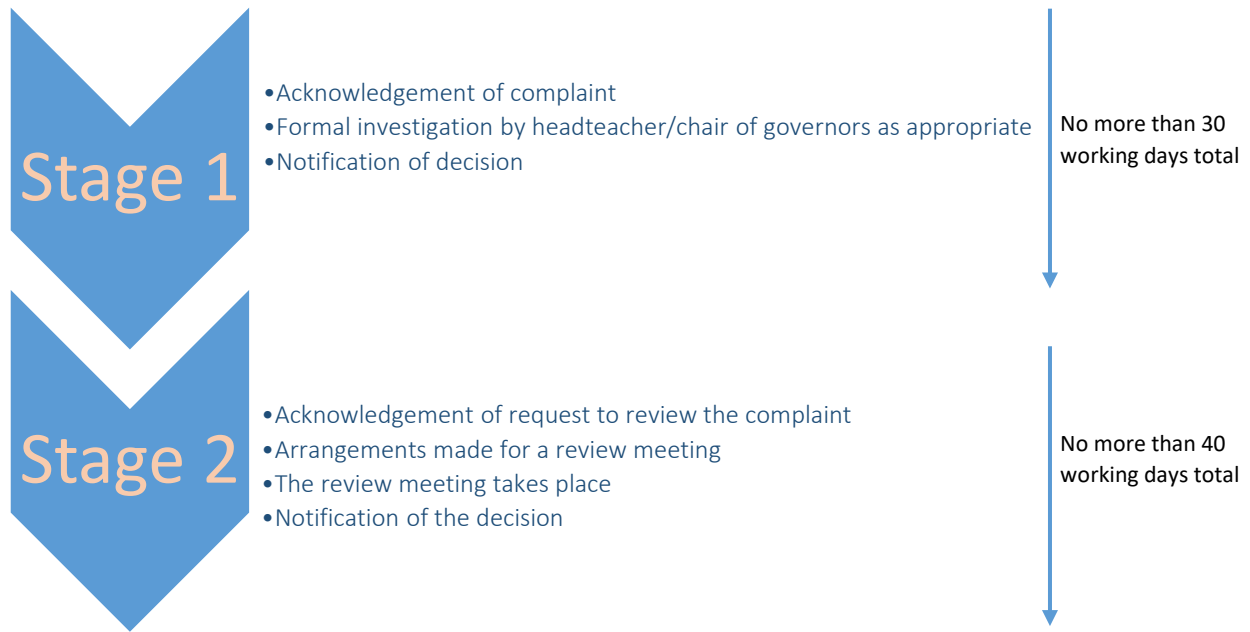 Stage 1
•Acknowledgement of complaint
•Formal investigation by headteacher/chair of governors as appropriate
•Notification of decision
No more than 30
working days total
Stage 2
•Acknowledgement of request to review the complaint
•Arrangements made for a review meeting
•The review meeting takes place
•Notification of the decision
No more than 40
working days total